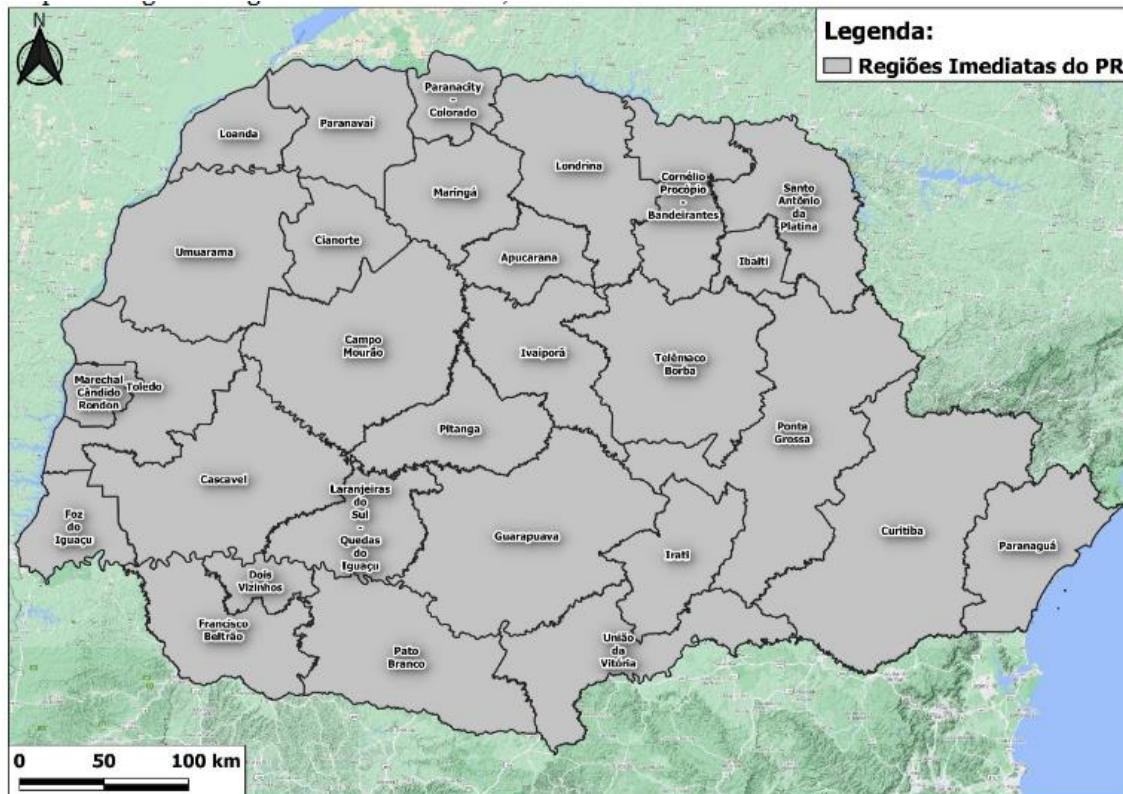 N
Legenda:
Regiões Imediatas do PR
Paranacity
-
Colorado
Loanda
Paranavaí
Londrina
Maringá
Cornélio
Procópio
-
Bandeirantes
Santo
Antônio
da
Platina
Umuarama
Cianorte
Apucarana
Ibaiti
Campo
Mourão
Ivaiporã
Telêmaco
Borba
Marechal
Cândido
Rondon
Toledo
Pitanga
Ponta
Grossa
Cascavel
Laranjeiras
do
Sul
-
Quedas
do
Iguaçu
Foz
do
Iguaçu
Guarapuava
Irati
Curitiba
Paranaguá
Dois
Vizinhos
Francisco
Beltrão
Pato
Branco
União
da
Vitória
0 50 100 km